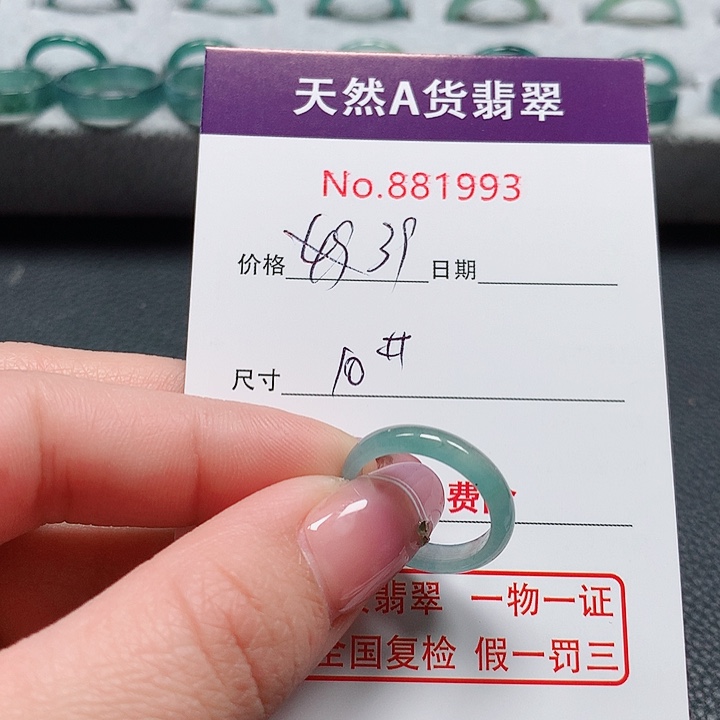 天然A货翡翠
No.881993
价格 39 日期
尺寸 10#
费
翡翠 一物一证
全国复检 假一罚三